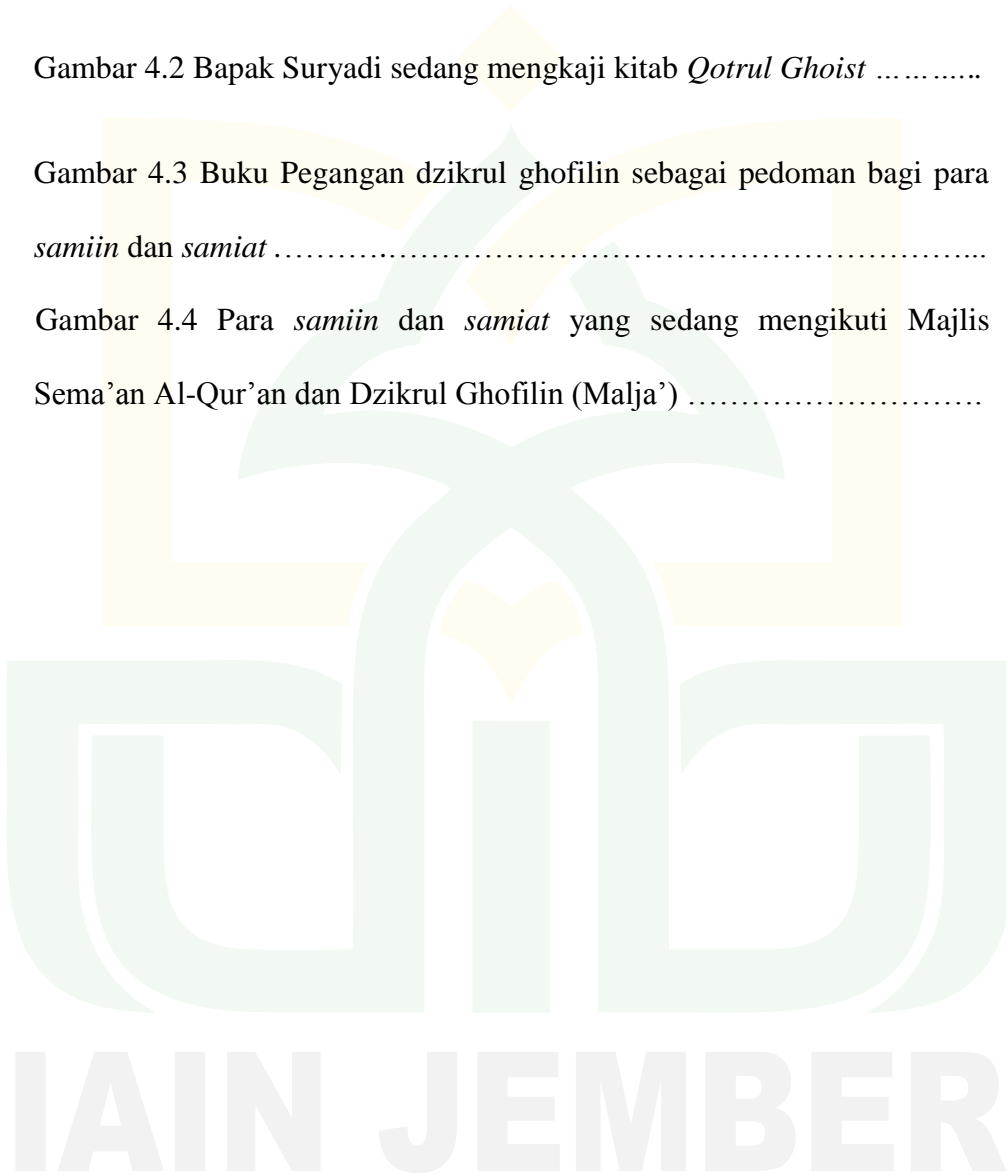 Gambar 4.2 Bapak Suryadi sedang mengkaji kitab Qotrul Ghoist ………...
Gambar 4.3 Buku Pegangan dzikrul ghofilin sebagai pedoman bagi para
samiin dan samiat ………………………………………………………...
Gambar 4.4 Para samiin dan samiat yang sedang mengikuti Majlis
Sema’an Al-Qur’an dan Dzikrul Ghofilin (Malja’) ……………………….
IAIN JEMBER